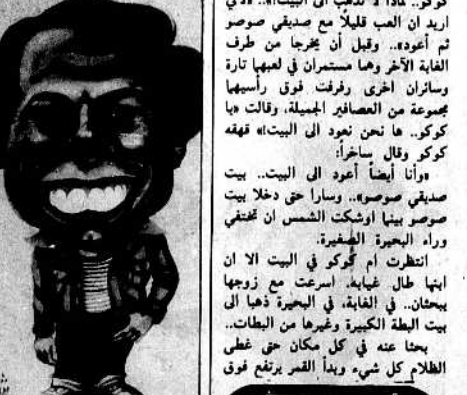 كوكو.. لماذا لا تذهب الى البيت؟».. «لاني
اريد ان العب قليلاً مع صديقي صوصو
ثم أعود».. وقبل أن يخرجا من طرف
الغابة الآخر وهما مستمران في لعبهما تارة
وسائران اخرى رفرفت فوق رأسيهما
مجموعة من العصافير الجميلة. وقالت «يا
كوكو.. ها نحن نعود الى البيت!» قهقه
كوكو وقال ساخراً:
«وأنا أيضاً أعود الى البيت.. بيت
صديقي صوصو».. وسارا حتى دخلا بيت
صوصو بينما اوشكت الشمس ان تختفي
وراء البحيرة الصغيرة.
انتظرت ام كوكو في البيت الا ان
ابنها طال غيابه. اسرعت مع زوجها
يبحثان.. في الغابة. في البحيرة ذهبا الى
بيت البطة الكبيرة وغيرها من البطات..
بحثا عنه في كل مكان حتى غطى
الظلام كل شيء وبدأ القمر يرتفع فوق